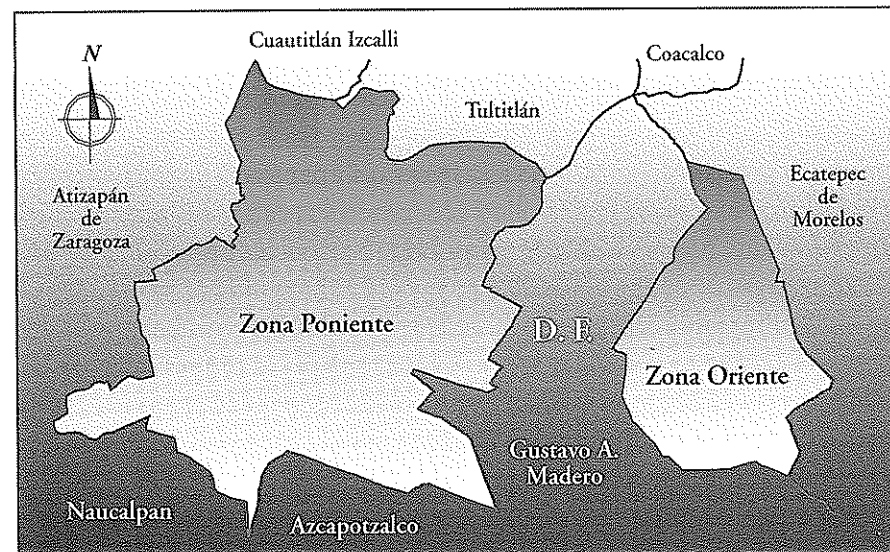 Cuautitlán Izcalli
Coacalco
N
Tultitlán
Ecatepec
de
Morelos
Atizapán
de
Zaragoza
Zona Poniente
D. F.
Zona Oriente
Gustavo A.
Madero
Naucalpan
Azcapotzalco